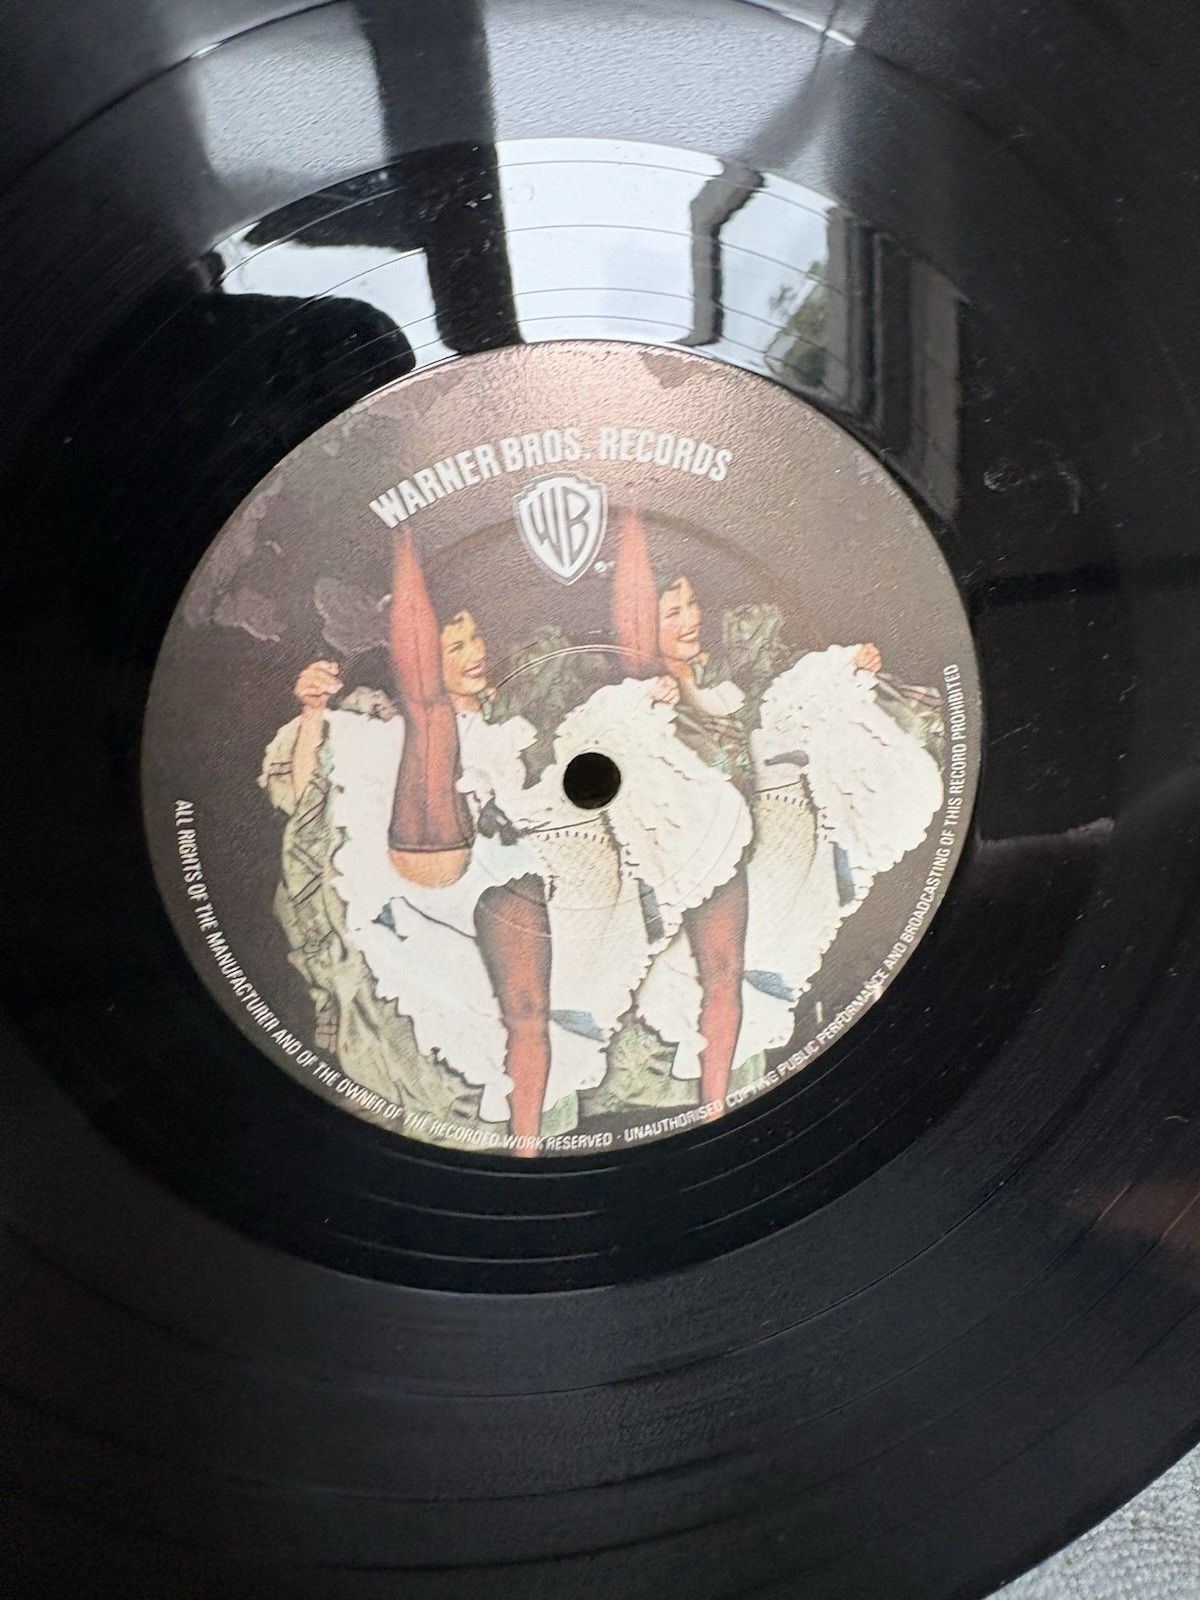 WARNER BROS. RECORDS
WB
®
ALL RIGHTS OF THE MANUFACTURER AND OF THE OWNER OF THE RECORDED WORK RESERVED · UNAUTHORISED COPYING PUBLIC PERFORMANCE AND BROADCASTING OF THIS RECORD PROHIBITED